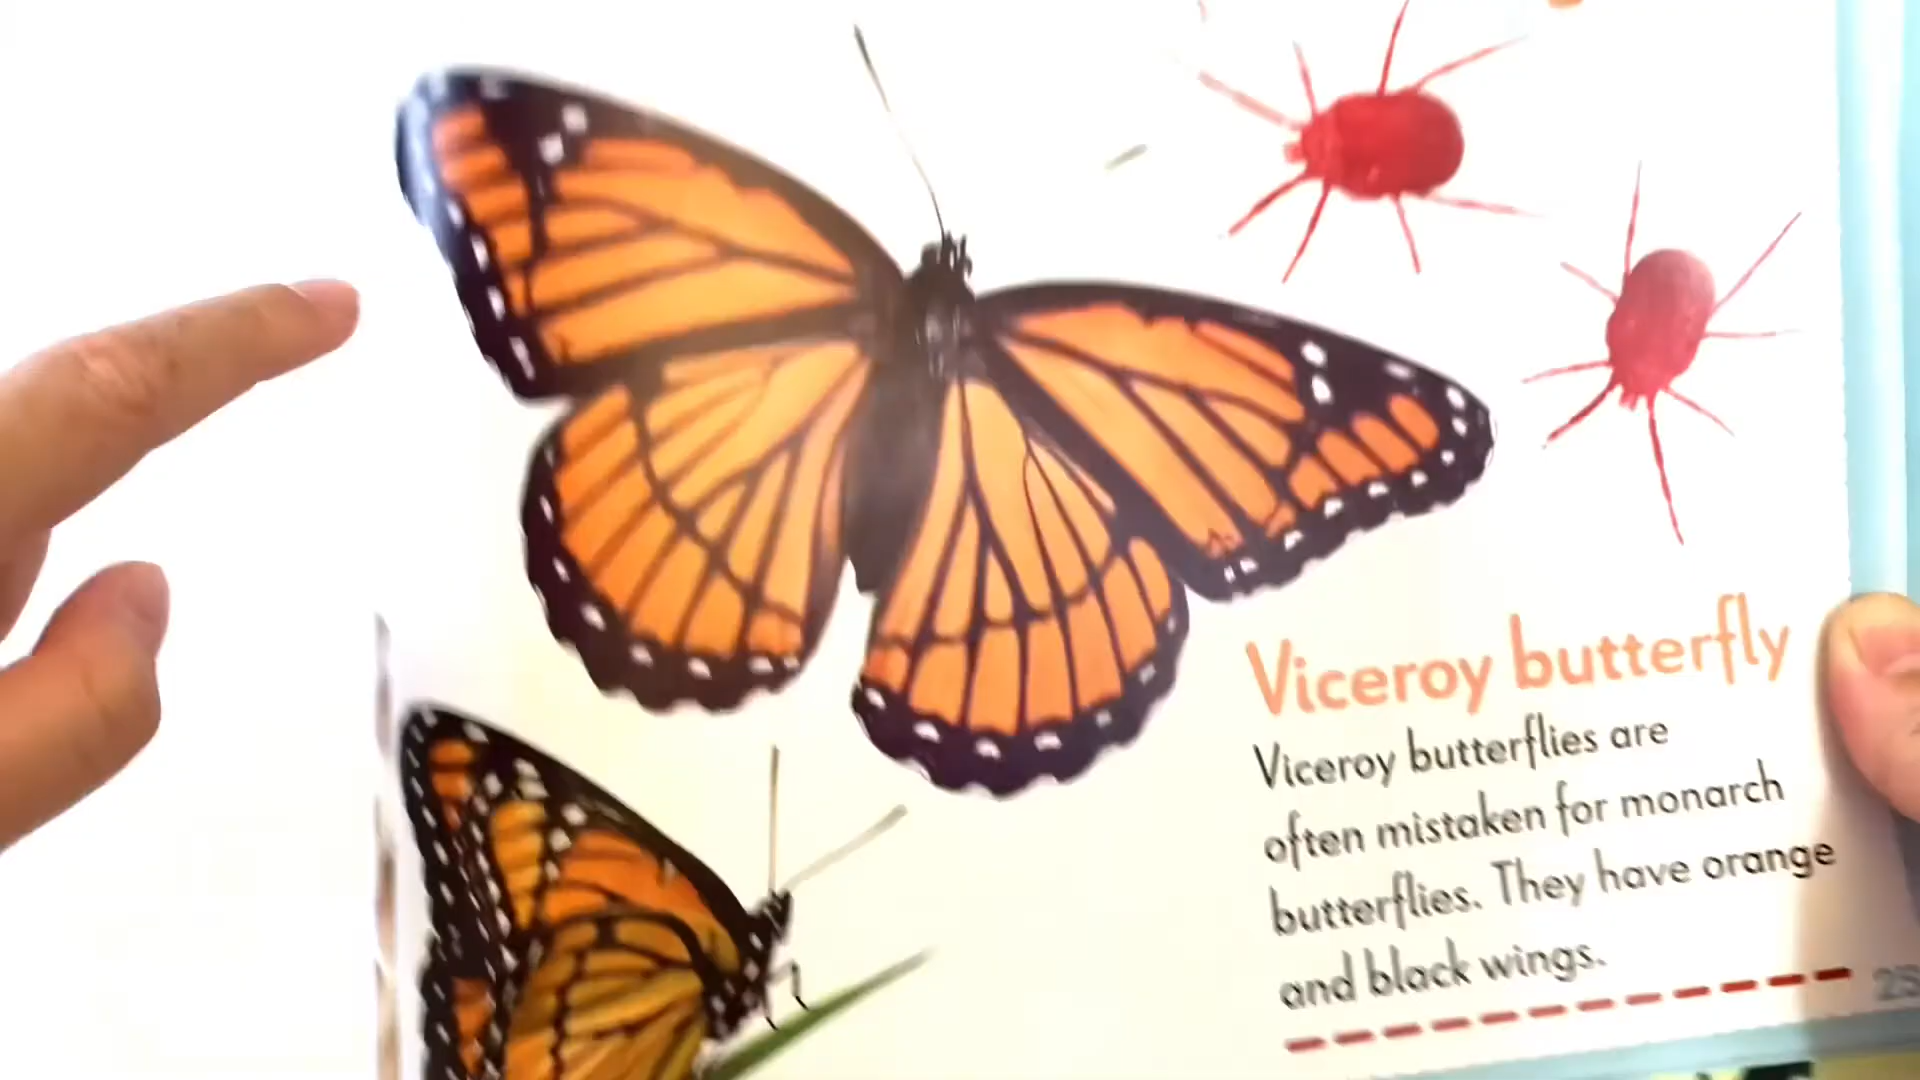 Viceroy butterfly
Viceroy butterflies are
often mistaken for monarch
butterflies. They have orange
and black wings.